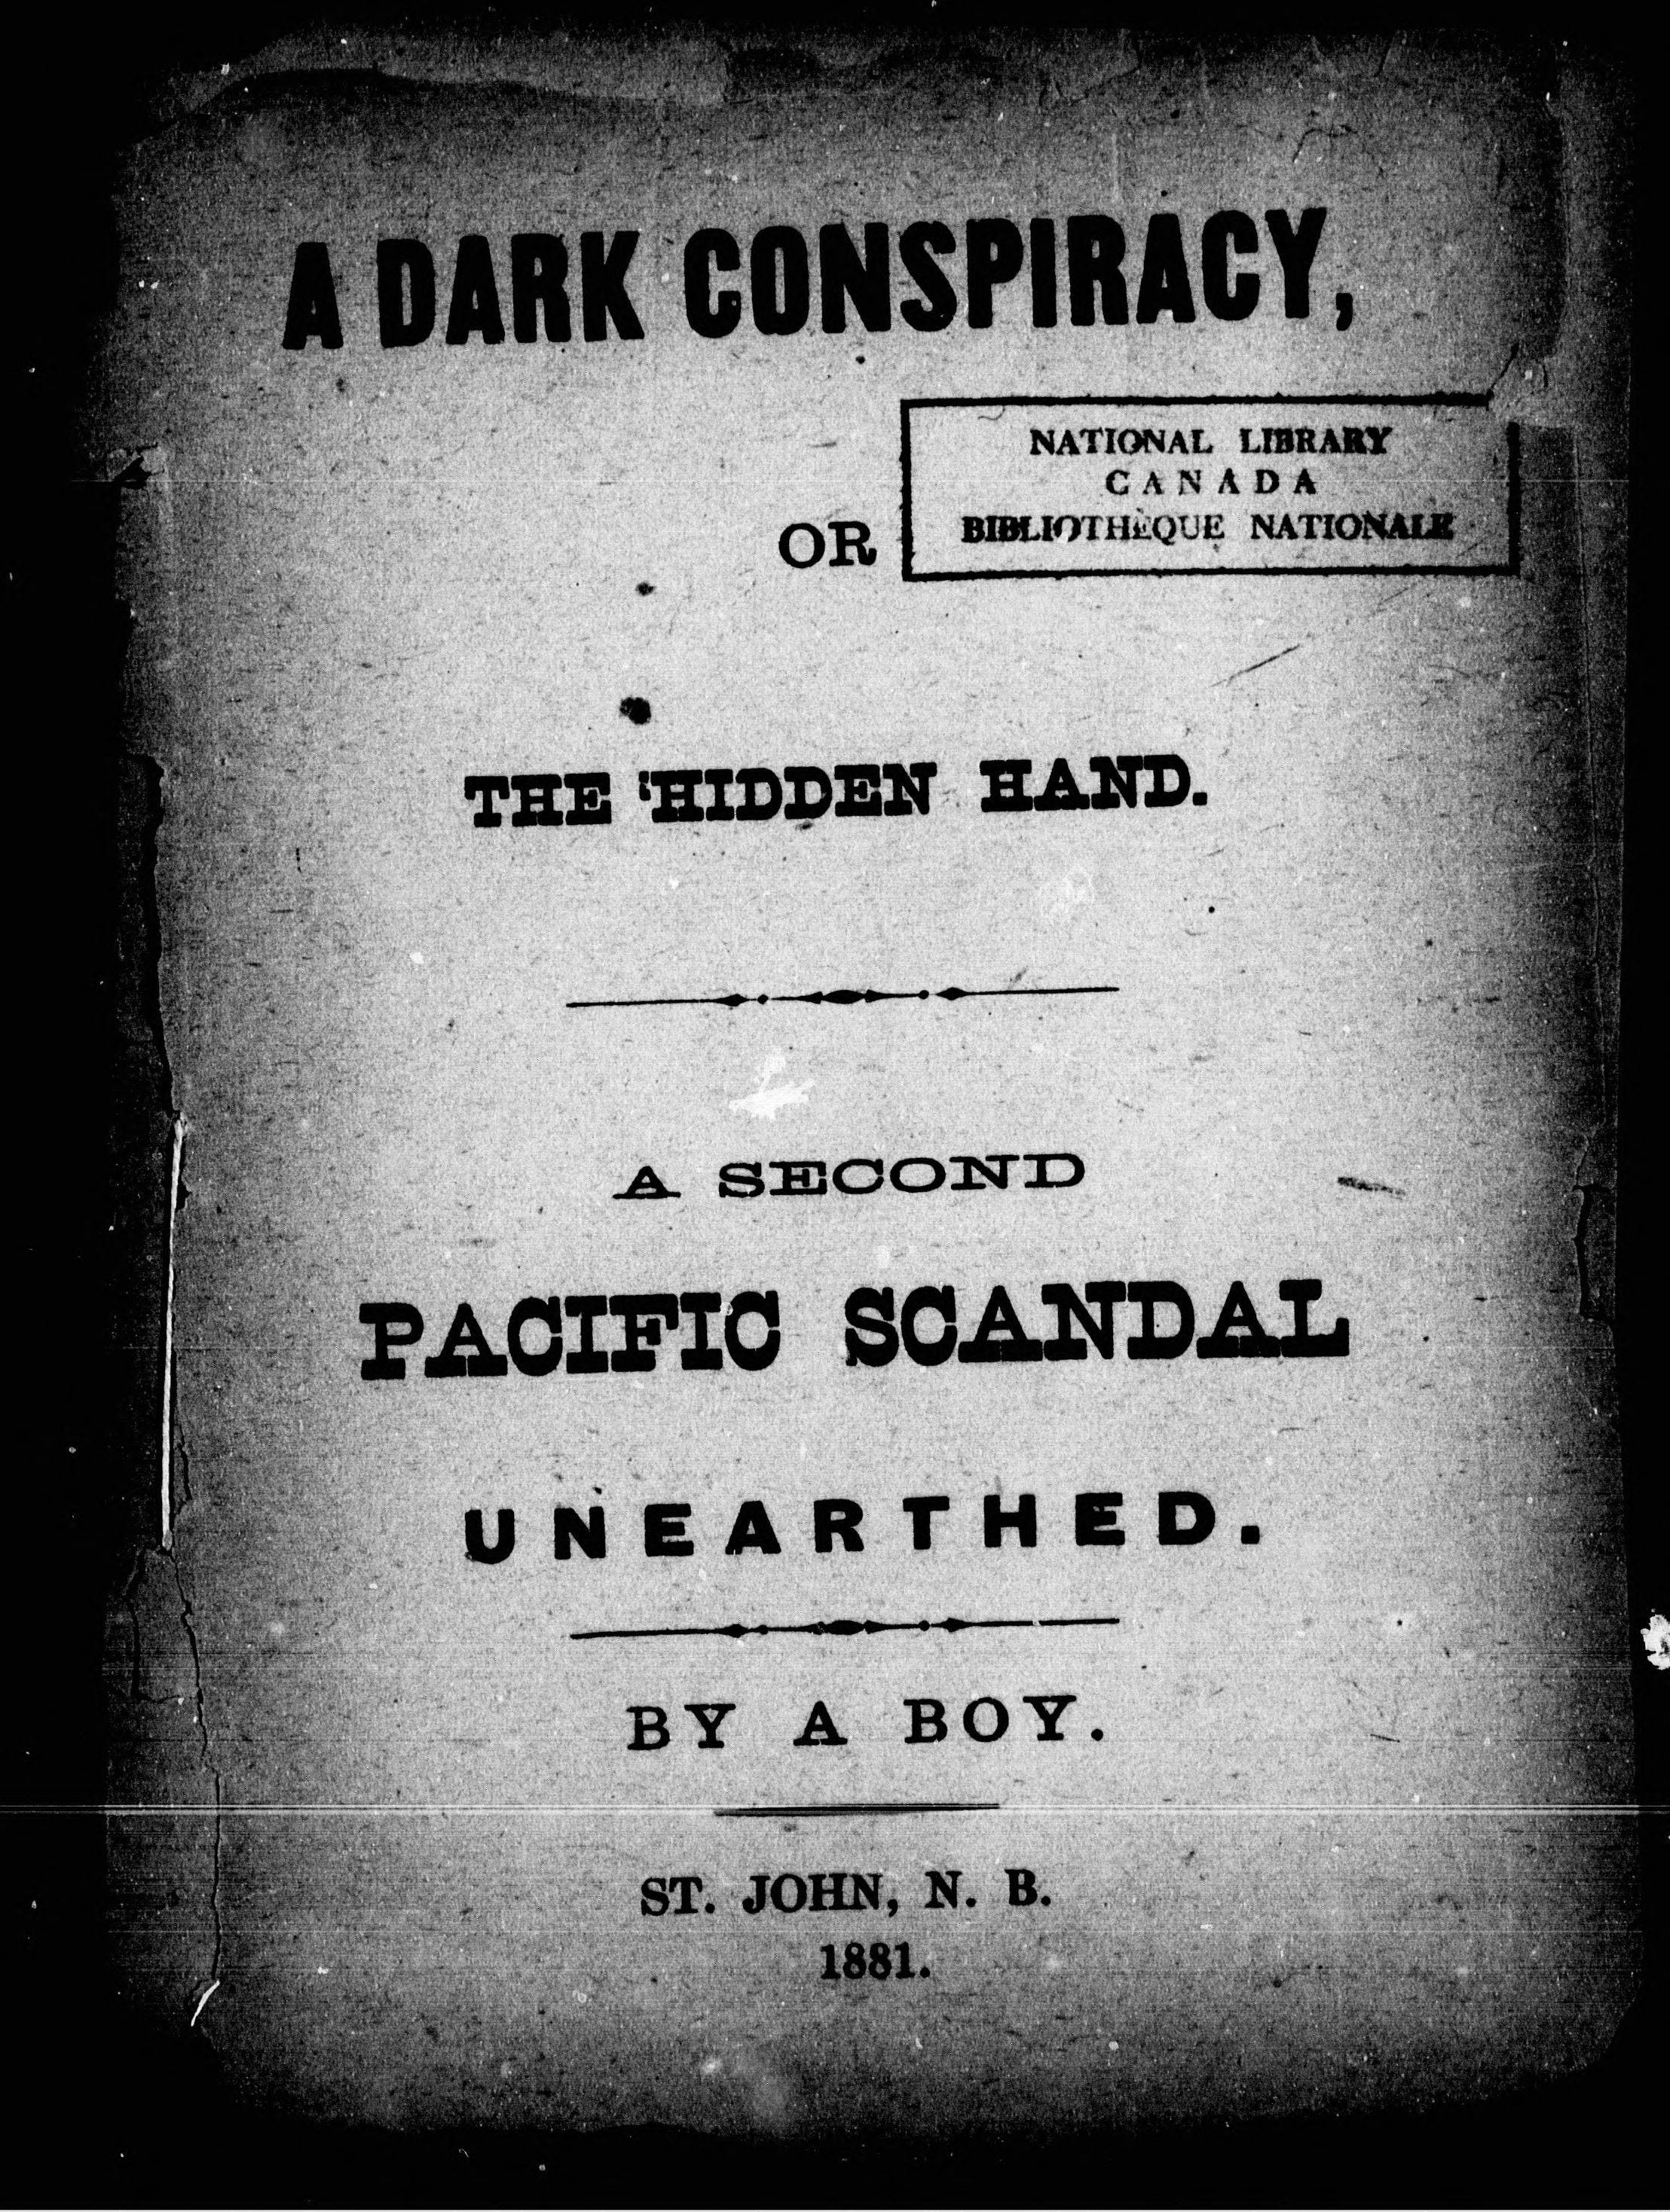 A DARK CONSPIRACY,
NATIONAL LIBRARY
CANADA
BIBLIOTHÈQUE NATIONALE
OR
THE HIDDEN HAND.
A SECOND
PACIFIC SCANDAL
UNEARTHED.
BY A BOY.
ST. JOHN, N. B.
1881.